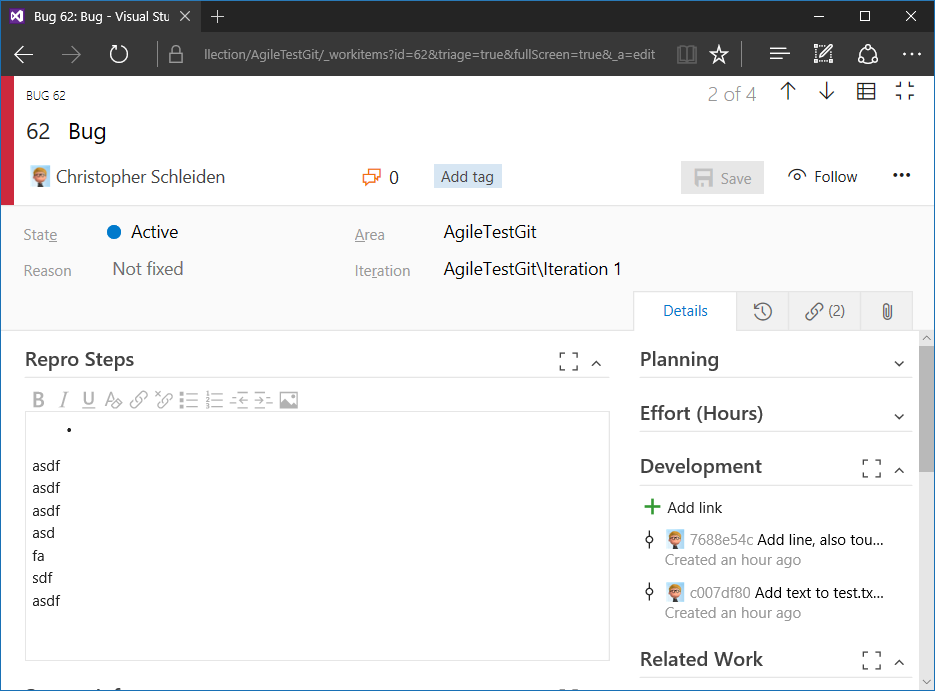 Bug 62: Bug - Visual Stu
llection/AgileTestGit/_workitems?id=62&triage=true&fullScreen=true&_a=edit
BUG 62
2 of 4
62 Bug
Christopher Schleiden
0
Add tag
Save
Follow
State
Active
Area
AgileTestGit
Reason
Not fixed
Iteration
AgileTestGit\Iteration 1
Details
(2)
Repro Steps
B I U
•
asdf
asdf
asdf
asd
fa
sdf
asdf
Planning
Effort (Hours)
Development
Add link
7688e54c Add line, also tou...
Created an hour ago
c007df80 Add text to test.tx...
Created an hour ago
Related Work